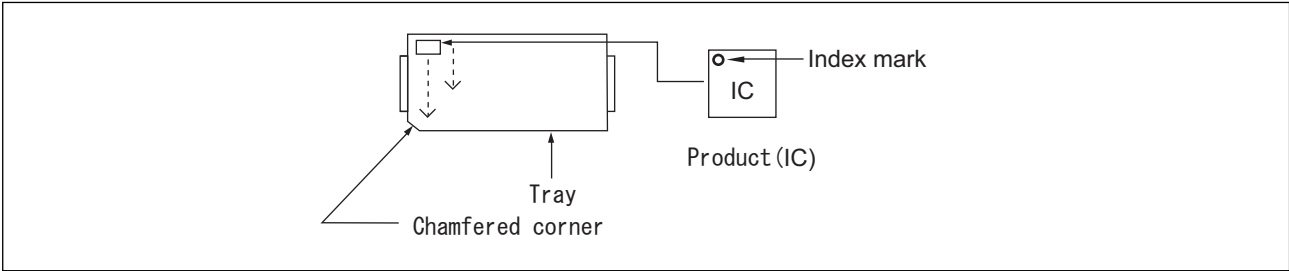 Index mark
IC
Product(IC)
Tray
Chamfered corner